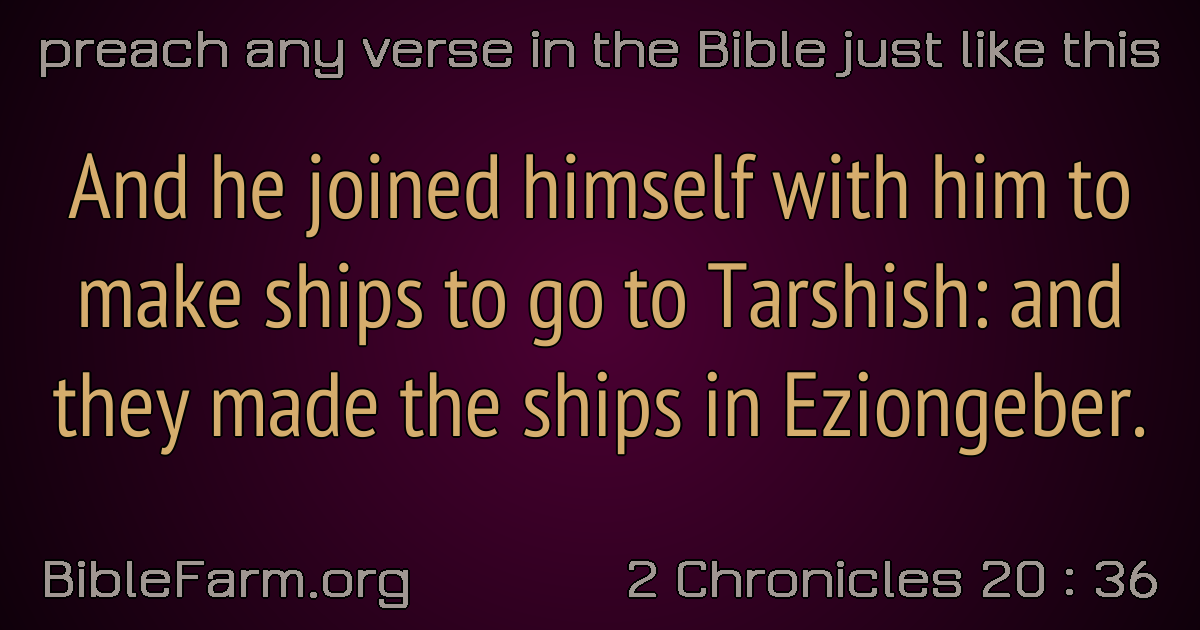 preach any verse in the Bible just like this
And he joined himself with him to
make ships to go to Tarshish: and
they made the ships in Eziongeber.
BibleFarm.org
2 Chronicles 20 : 36